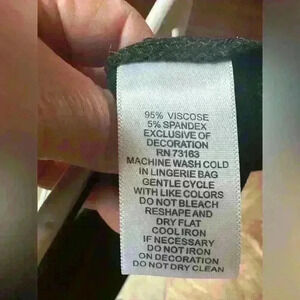 95% VISCOSE
5% SPANDEX
EXCLUSIVE OF
DECORATION
RN 73163
MACHINE WASH COLD
IN LINGERIE BAG
GENTLE CYCLE
WITH LIKE COLORS
DO NOT BLEACH
RESHAPE AND
DRY FLAT
COOL IRON
IF NECESSARY
DO NOT IRON
ON DECORATION
DO NOT DRY CLEAN